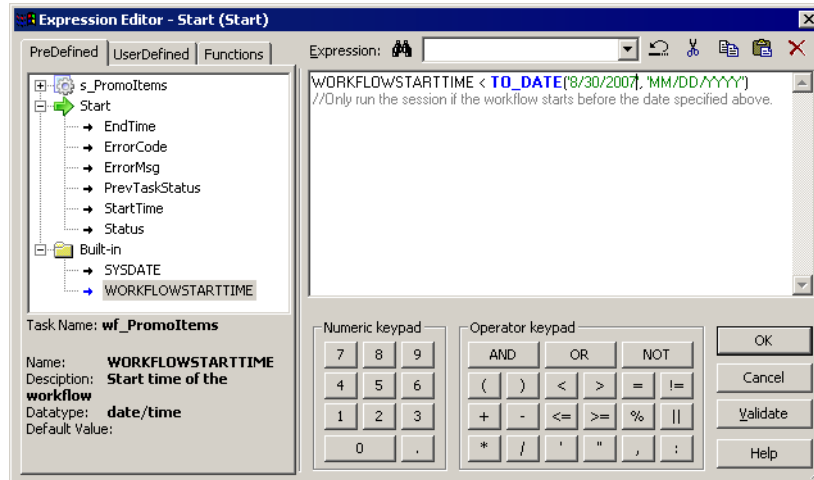 Expression Editor - Start (Start)
PreDefined UserDefined Functions
Expression:
s_PromoItems
Start
EndTime
ErrorCode
ErrorMsg
PrevTaskStatus
StartTime
Status
Built-in
SYSDATE
WORKFLOWSTARTTIME
WORKFLOWSTARTTIME < TO_DATE('8/30/2007', 'MM/DD/YYYY')
//Only run the session if the workflow starts before the date specified above.
Task Name: wf_PromoItems
Name: WORKFLOWSTARTTIME
Desciption: Start time of the
workflow
Datatype: date/time
Default Value:
Numeric keypad
7 8 9
4 5 6
1 2 3
0 .
Operator keypad
AND OR NOT
( ) < > = !=
+ - <= >= % ||
* / ' " , :
OK
Cancel
Validate
Help